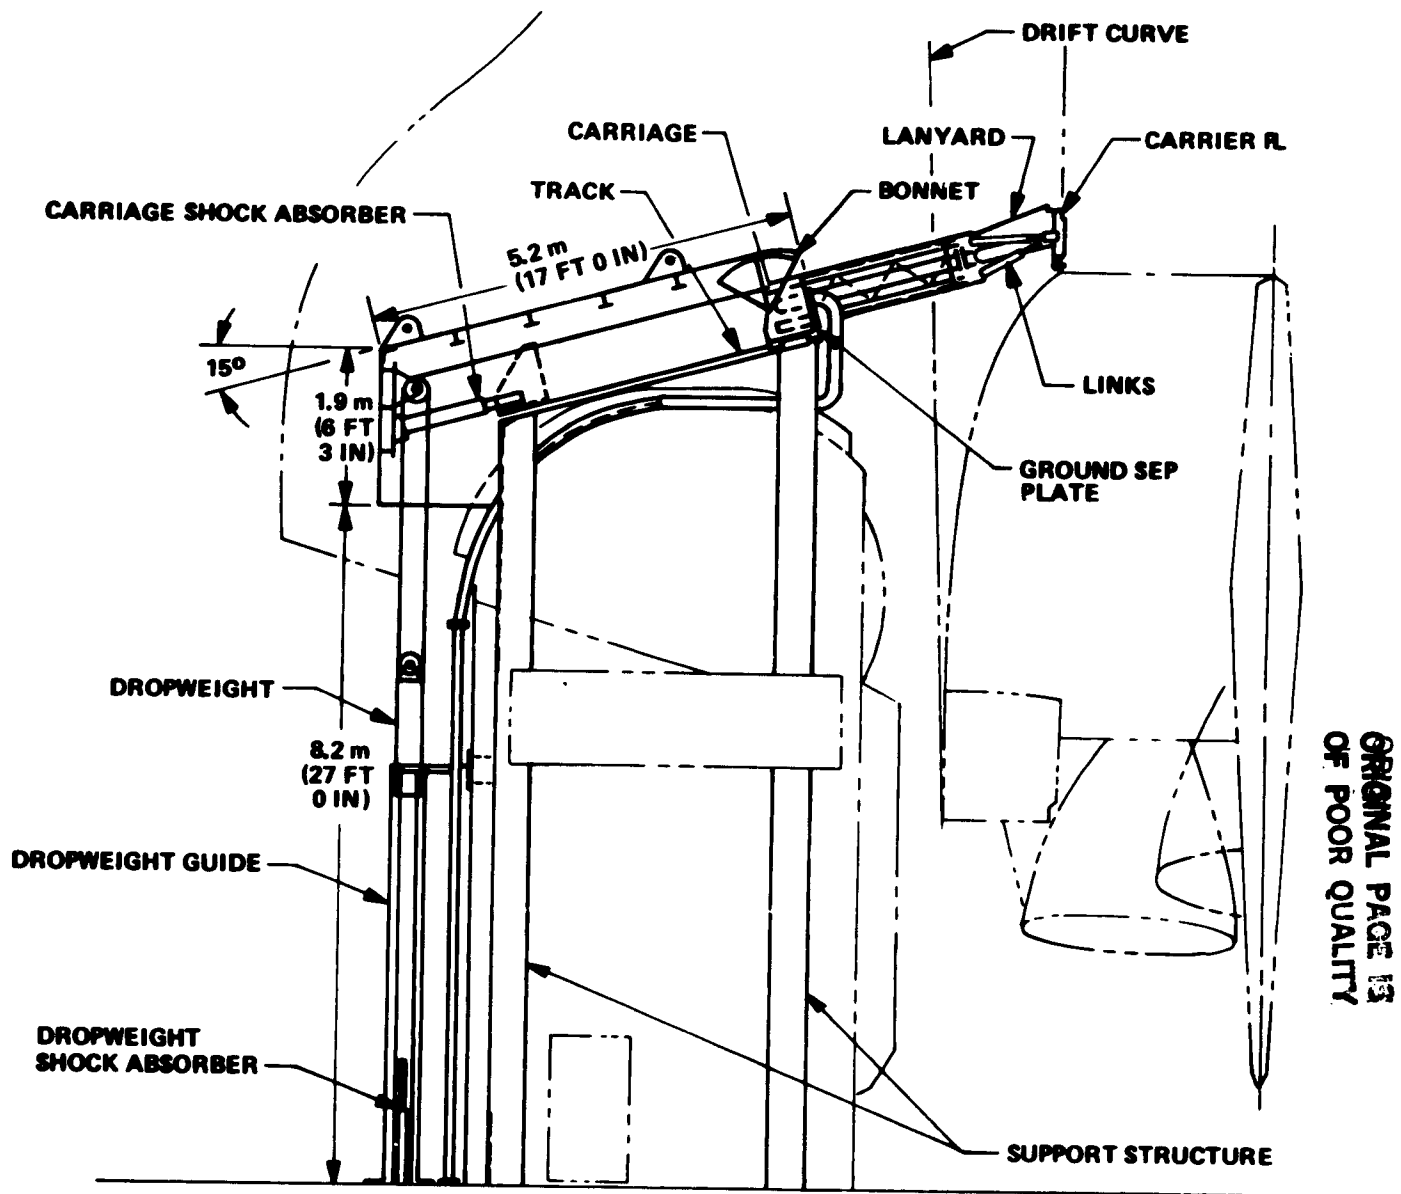 DRIFT CURVE
CARRIAGE
LANYARD
CARRIER PL
TRACK
BONNET
CARRIAGE SHOCK ABSORBER
5.2 m
(17 FT 0 IN)
15°
1.9 m
(6 FT
3 IN)
LINKS
GROUND SEP
PLATE
DROPWEIGHT
8.2 m
(27 FT
0 IN)
DROPWEIGHT GUIDE
DROPWEIGHT
SHOCK ABSORBER
SUPPORT STRUCTURE
ORIGINAL PAGE IS
OF POOR QUALITY